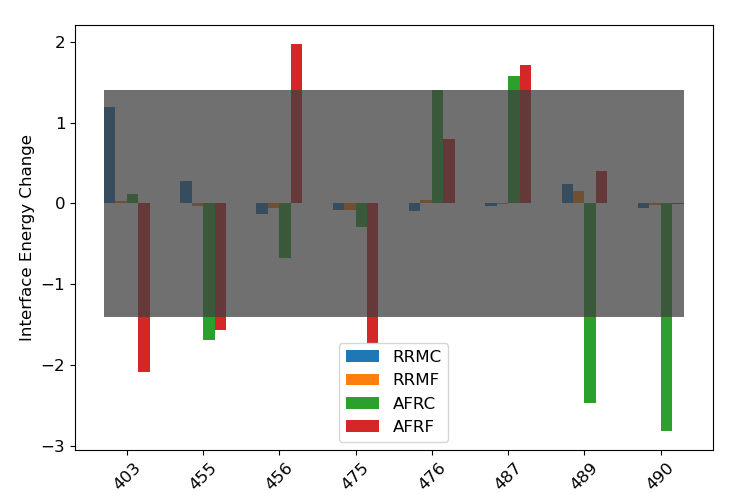 Interface Energy Change
2
1
0
−1
−2
−3
RRMC
RRMF
AFRC
AFRF
403 455 456 475 476 487 489 490